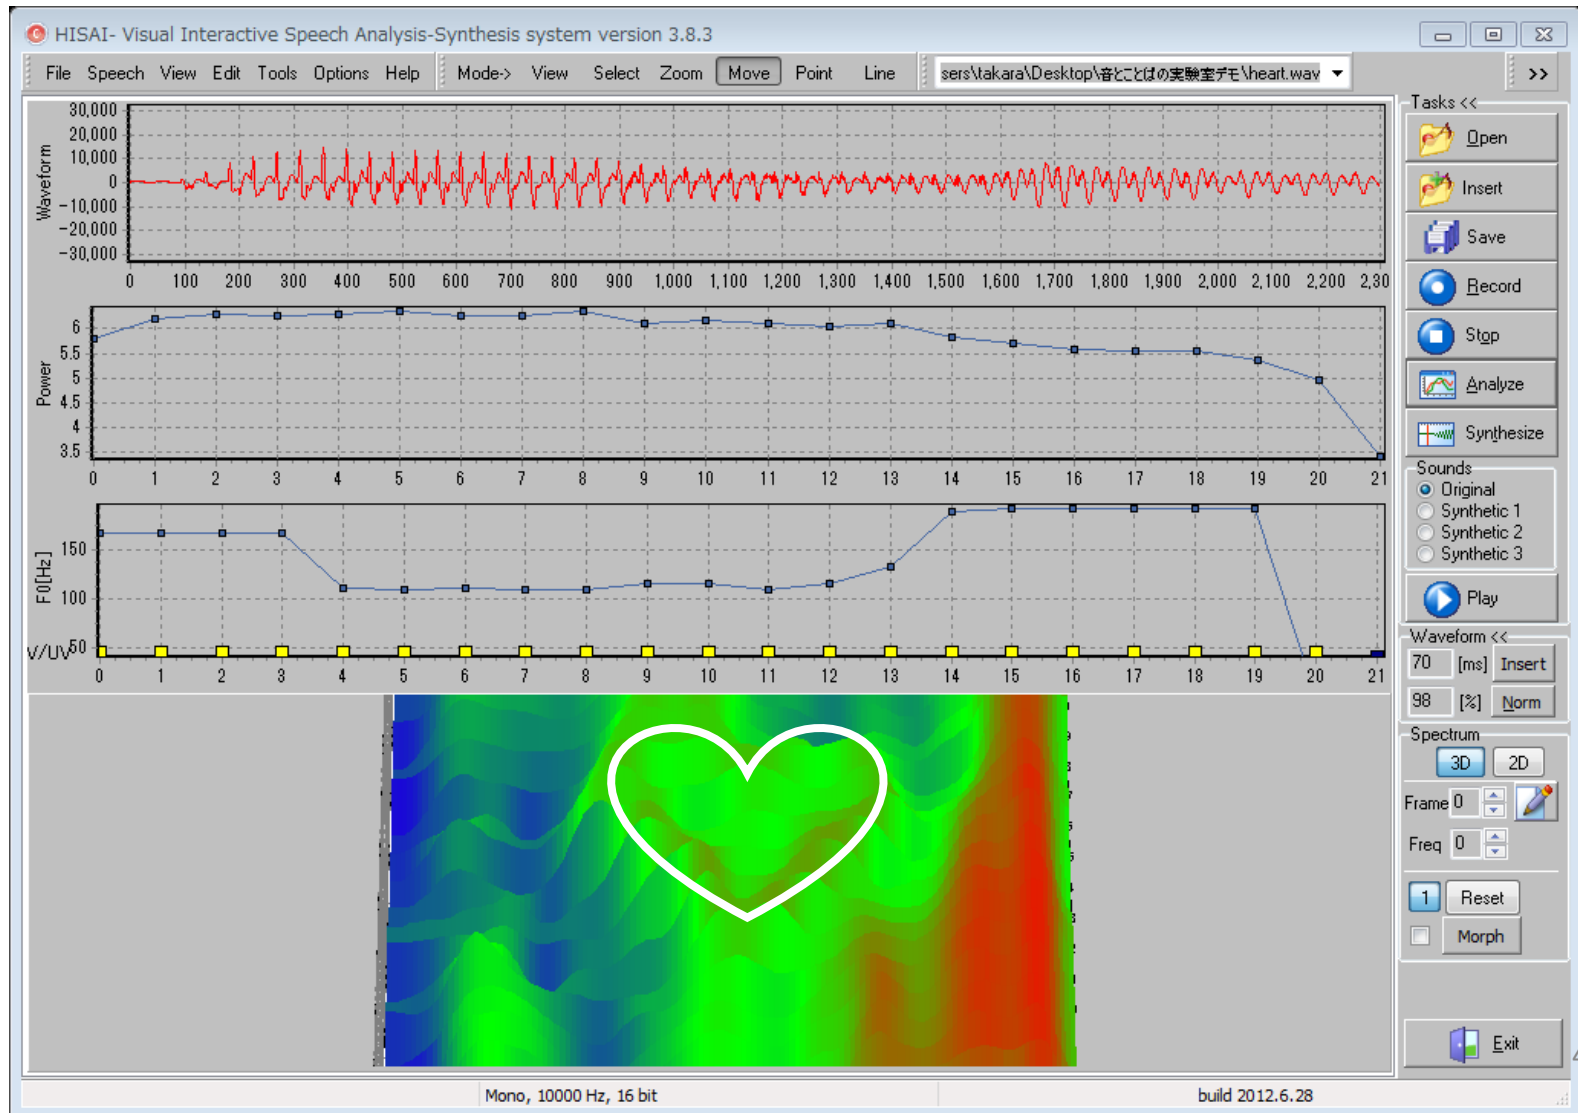 HISAI- Visual Interactive Speech Analysis-Synthesis system version 3.8.3
File Speech View Edit Tools Options Help Mode-> View Select Zoom Move Point Line sers\takara\Desktop\音とことばの実験室デモ\heart.wav >>
Waveform
30,000
20,000
10,000
0
-10,000
-20,000
-30,000
0 100 200 300 400 500 600 700 800 900 1,000 1,100 1,200 1,300 1,400 1,500 1,600 1,700 1,800 1,900 2,000 2,100 2,200 2,30
Power
6
5.5
5
4.5
4
3.5
0 1 2 3 4 5 6 7 8 9 10 11 12 13 14 15 16 17 18 19 20 21
F0[Hz]
150
100
50
V/UV
0 1 2 3 4 5 6 7 8 9 10 11 12 13 14 15 16 17 18 19 20 21
Tasks <<
Open
Insert
Save
Record
Stop
Analyze
Synthesize
Sounds
Original
Synthetic 1
Synthetic 2
Synthetic 3
Play
Waveform <<
70 [ms] Insert
98 [%] Norm
Spectrum
3D 2D
Frame 0
Freq 0
1 Reset
Morph
Exit
Mono, 10000 Hz, 16 bit
build 2012.6.28